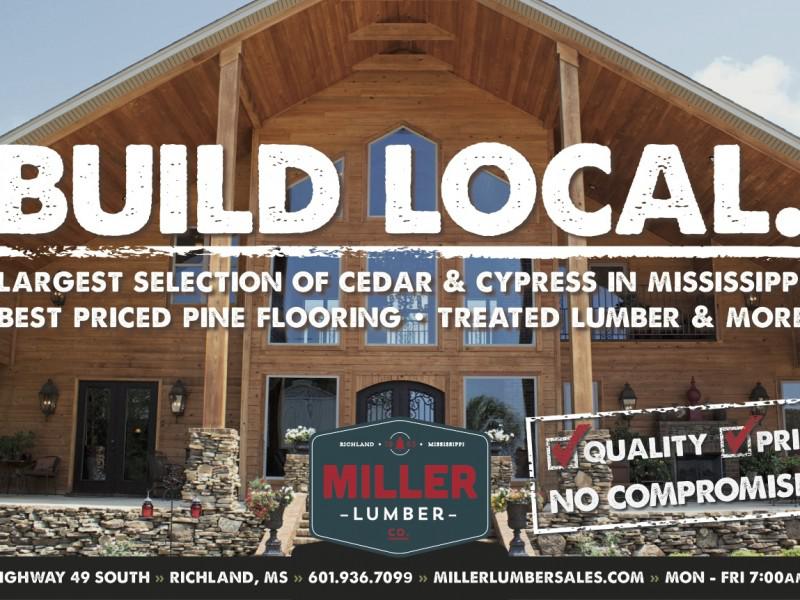 BUILD LOCAL.
LARGEST SELECTION OF CEDAR & CYPRESS IN MISSISSIPP
BEST PRICED PINE FLOORING • TREATED LUMBER & MORE
QUALITY PRI
NO COMPROMISE
RICHLAND • MISSISSIPPI
MILLER
-LUMBER-
CO.
IGHWAY 49 SOUTH » RICHLAND, MS » 601.936.7099 » MILLERLUMBERSALES.COM » MON - FRI 7:00AM